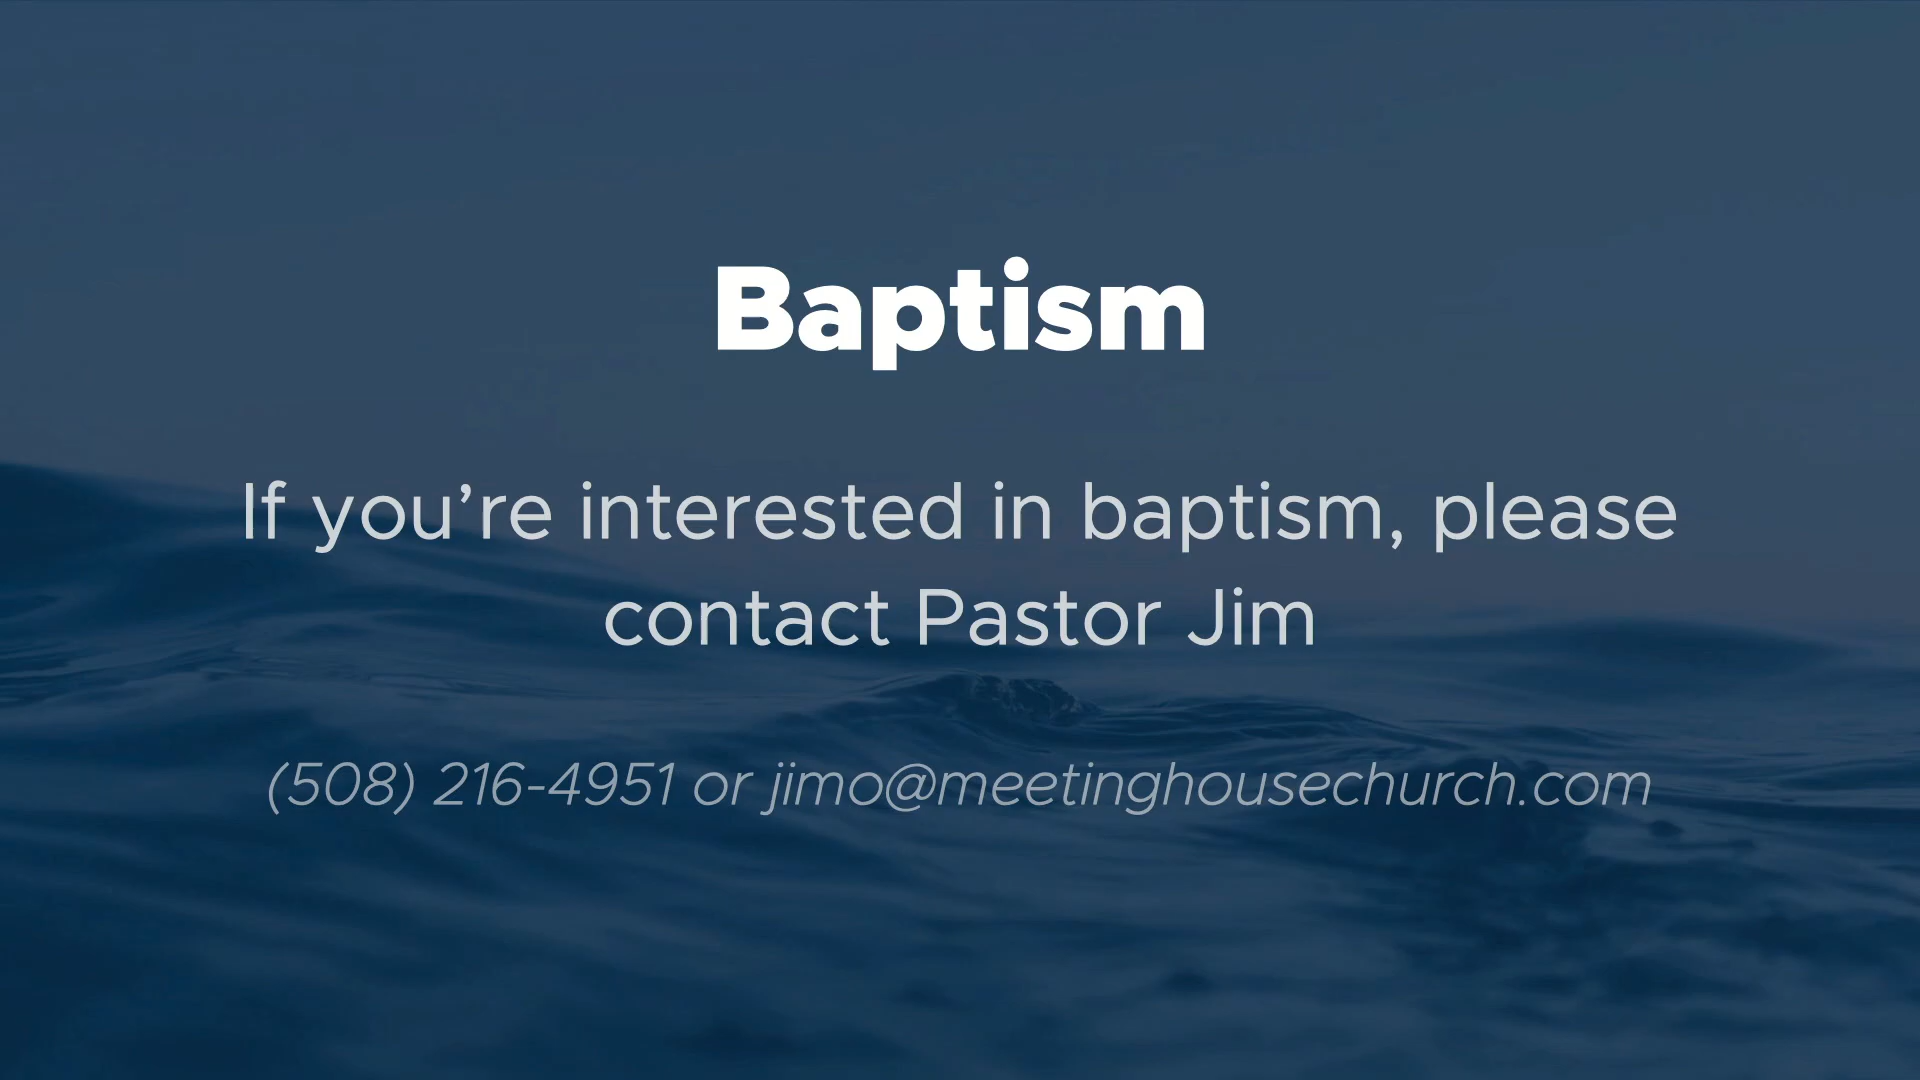 Baptism
If you’re interested in baptism, please
contact Pastor Jim
(508) 216-4951 or jimo@meetinghousechurch.com